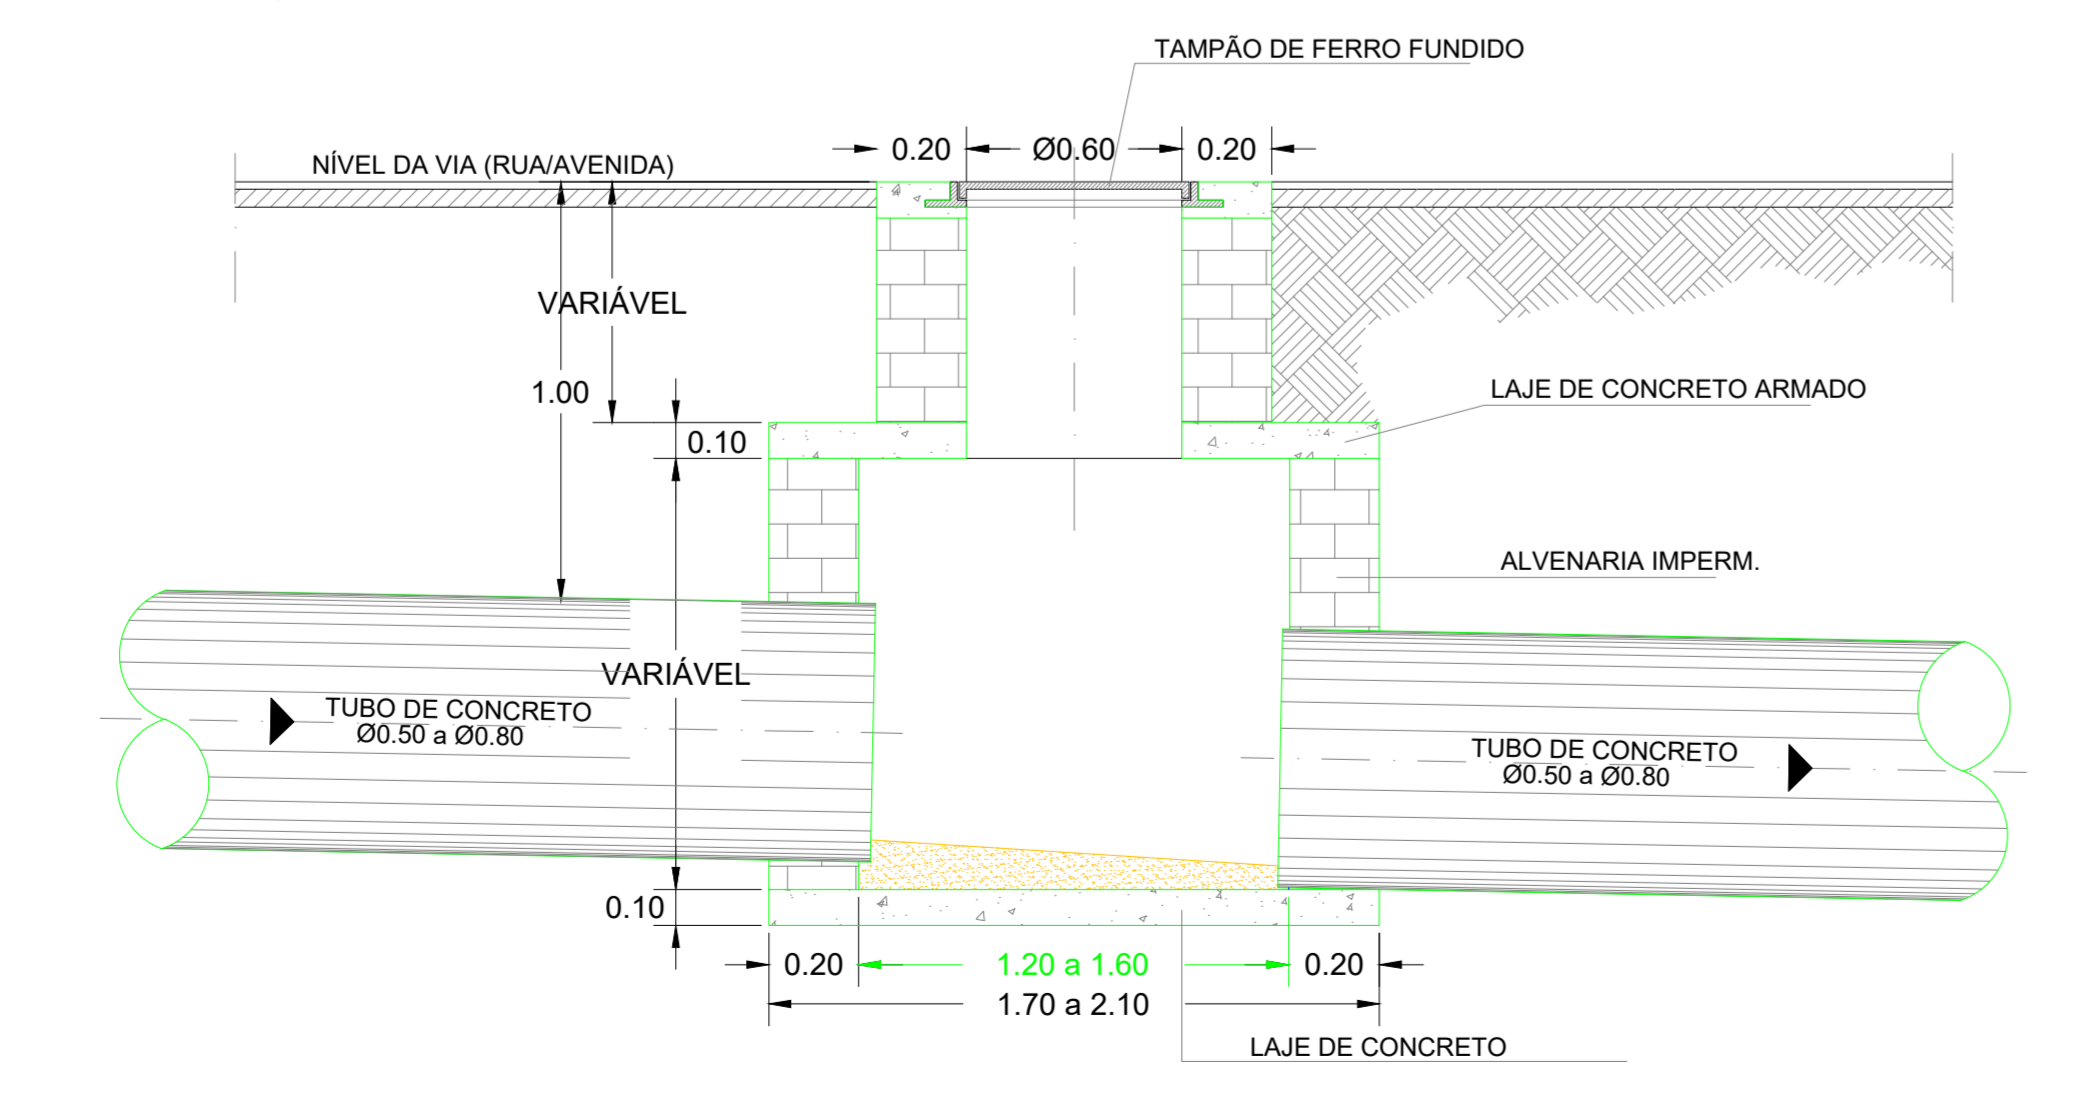 TAMPÃO DE FERRO FUNDIDO
0.20
Ø0.60
0.20
NÍVEL DA VIA (RUA/AVENIDA)
VARIÁVEL
1.00
LAJE DE CONCRETO ARMADO
0.10
ALVENARIA IMPERM.
VARIÁVEL
TUBO DE CONCRETO
Ø0.50 a Ø0.80
TUBO DE CONCRETO
Ø0.50 a Ø0.80
0.10
0.20
1.20 a 1.60
0.20
1.70 a 2.10
LAJE DE CONCRETO